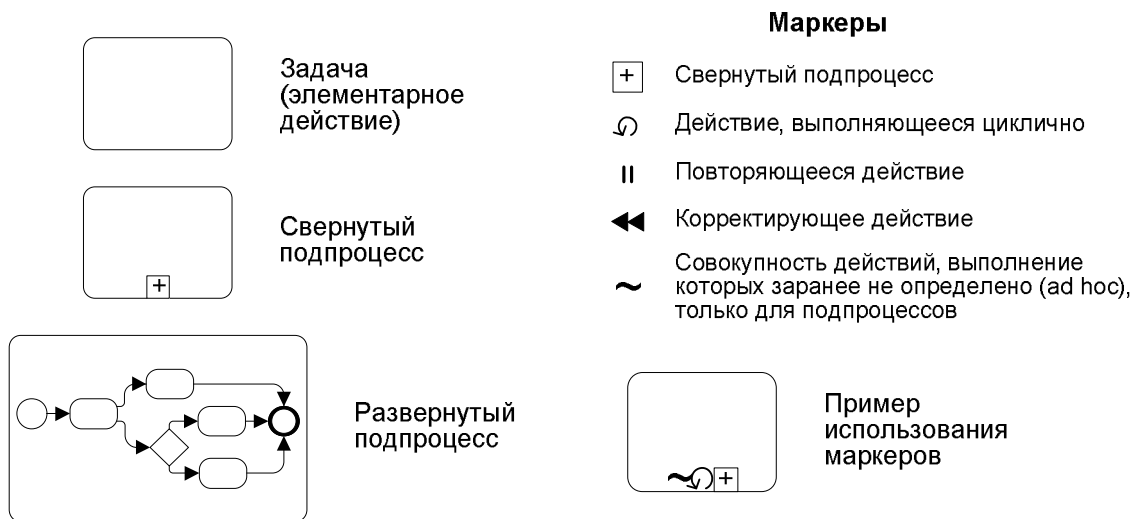 Задача
(элементарное
действие)
Свернутый
подпроцесс
Развернутый
подпроцесс
Маркеры
+ Свернутый подпроцесс
Действие, выполняющееся циклично
Повторяющееся действие
Корректирующее действие
Совокупность действий, выполнение
которых заранее не определено (ad hoc),
только для подпроцессов
Пример
использования
маркеров